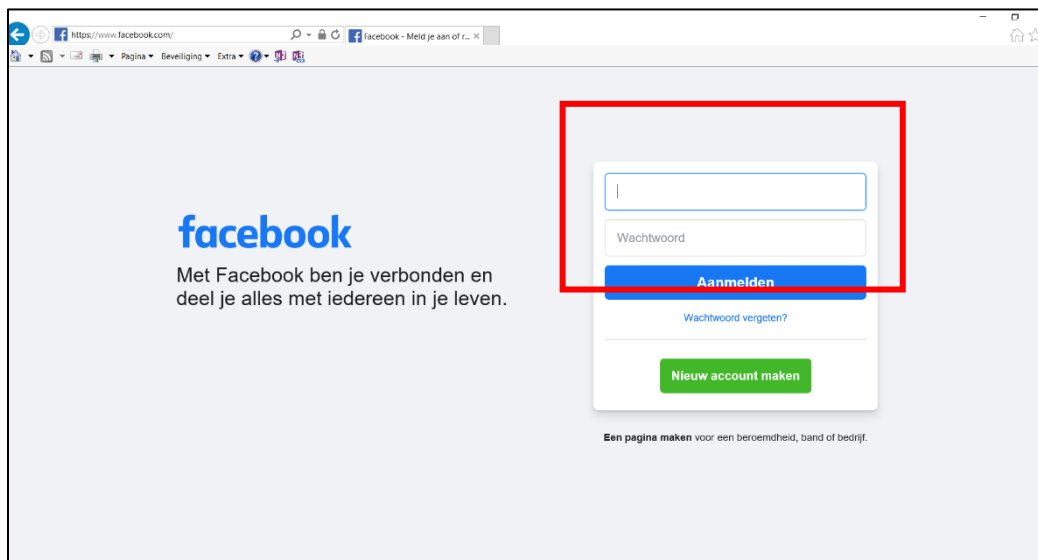 https://www.facebook.com/
Facebook - Meld je aan of r...
Pagina Beveiliging Extra
facebook
Met Facebook ben je verbonden en
deel je alles met iedereen in je leven.
Wachtwoord
Aanmelden
Wachtwoord vergeten?
Nieuw account maken
Een pagina maken voor een beroemdheid, band of bedrijf.